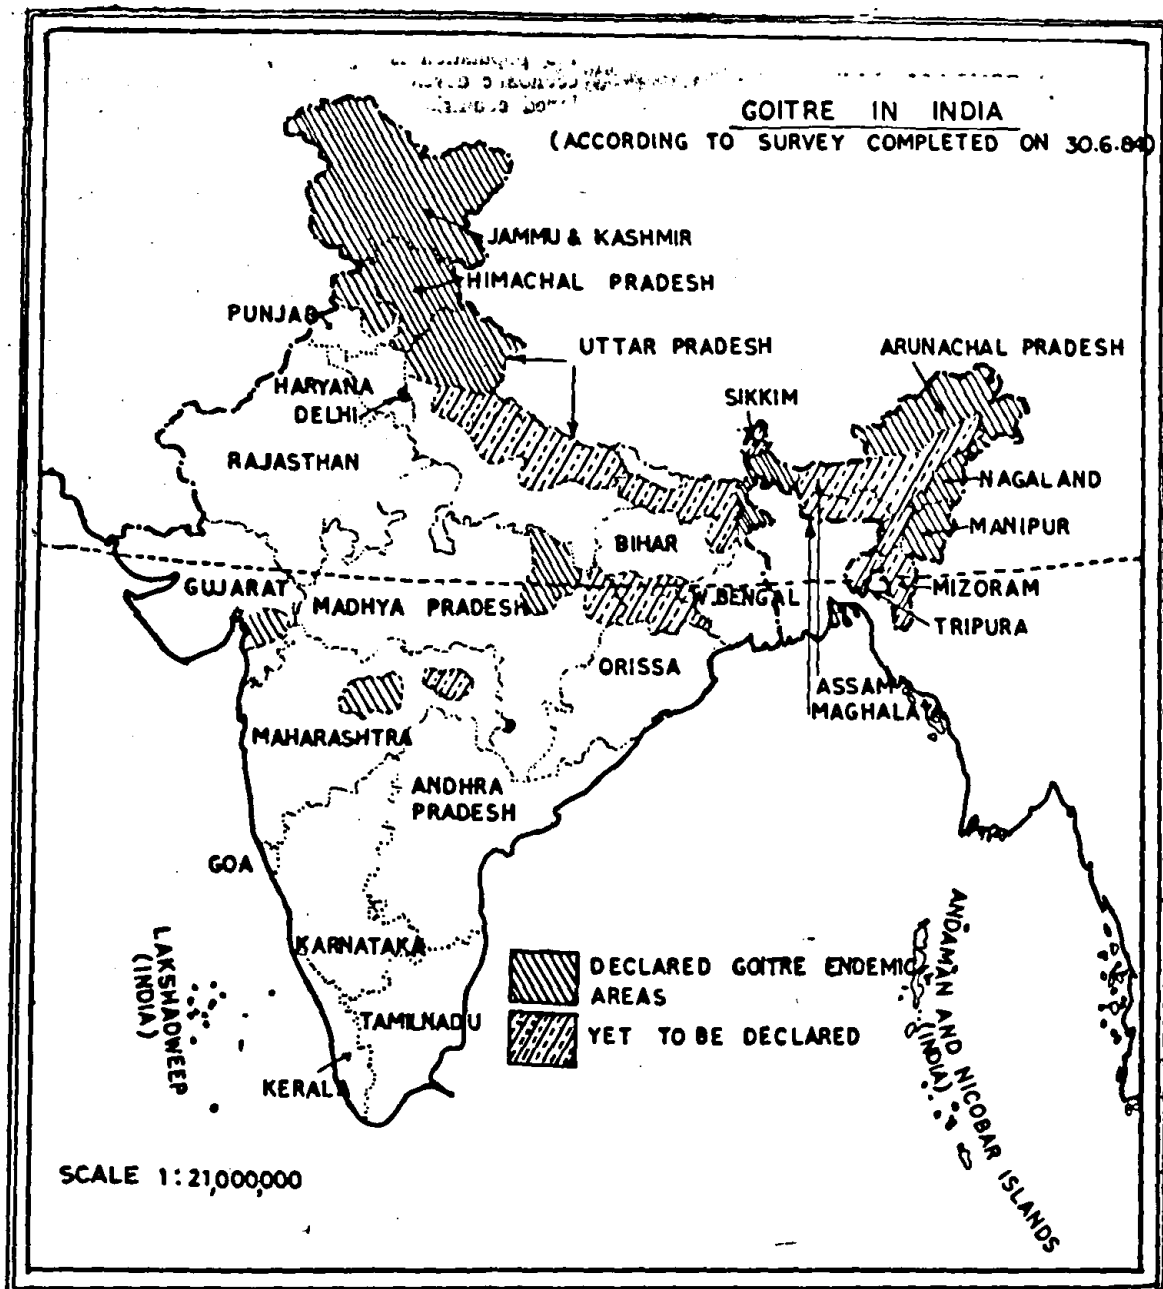 GOITRE IN INDIA
(ACCORDING TO SURVEY COMPLETED ON 30.6.84)
JAMMU & KASHMIR
HIMACHAL PRADESH
PUNJAB
UTTAR PRADESH
ARUNACHAL PRADESH
HARYANA
DELHI
SIKKIM
RAJASTHAN
NAGALAND
MANIPUR
BIHAR
GUJARAT
MADHYA PRADESH
W.BENGAL
MIZORAM
TRIPURA
ORISSA
ASSAM
MAGHALA
MAHARASHTRA
ANDHRA
PRADESH
GOA
KARNATAKA
TAMILNADU
KERALA
LAKSHADWEEP
(INDIA)
DECLARED GOITRE ENDEMIC
AREAS
YET TO BE DECLARED
ANDAMAN AND NICOBAR ISLANDS
(INDIA)
SCALE 1:21,000,000